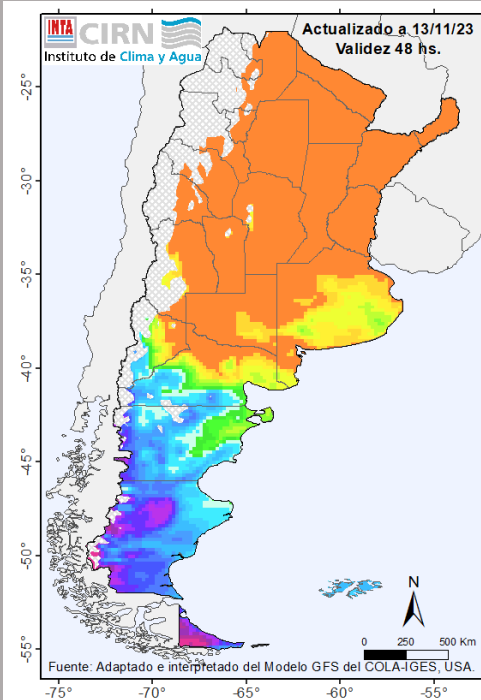 INTA CIRN
Instituto de Clima y Agua
Actualizado a 13/11/23
Validez 48 hs.
-25°
-30°
-35°
-40°
-45°
-50°
-55°
N
0 250 500 Km
Fuente: Adaptado e interpretado del Modelo GFS del COLA-IGES, USA.
-75° -70° -65° -60° -55°